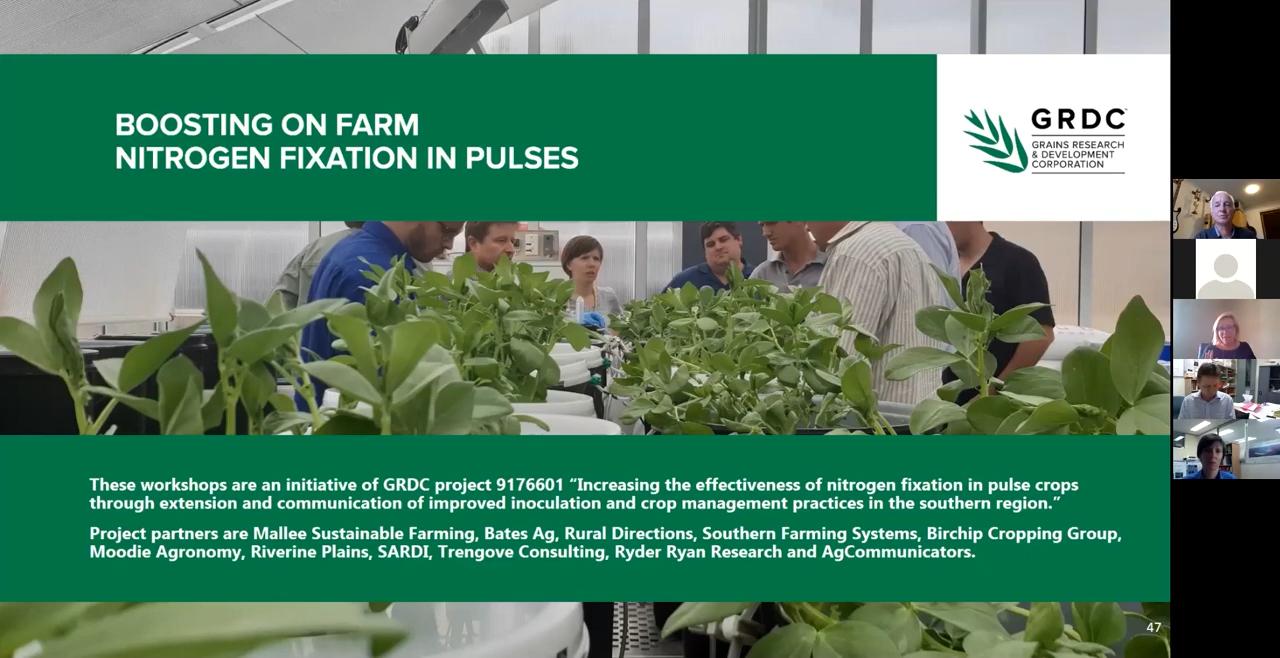 BOOSTING ON FARM
NITROGEN FIXATION IN PULSES
GRDC
GRAINS RESEARCH
& DEVELOPMENT
CORPORATION
These workshops are an initiative of GRDC project 9176601 “Increasing the effectiveness of nitrogen fixation in pulse crops
through extension and communication of improved inoculation and crop management practices in the southern region.”
Project partners are Mallee Sustainable Farming, Bates Ag, Rural Directions, Southern Farming Systems, Birchip Cropping Group,
Moodie Agronomy, Riverine Plains, SARDI, Trengove Consulting, Ryder Ryan Research and AgCommunicators.
47